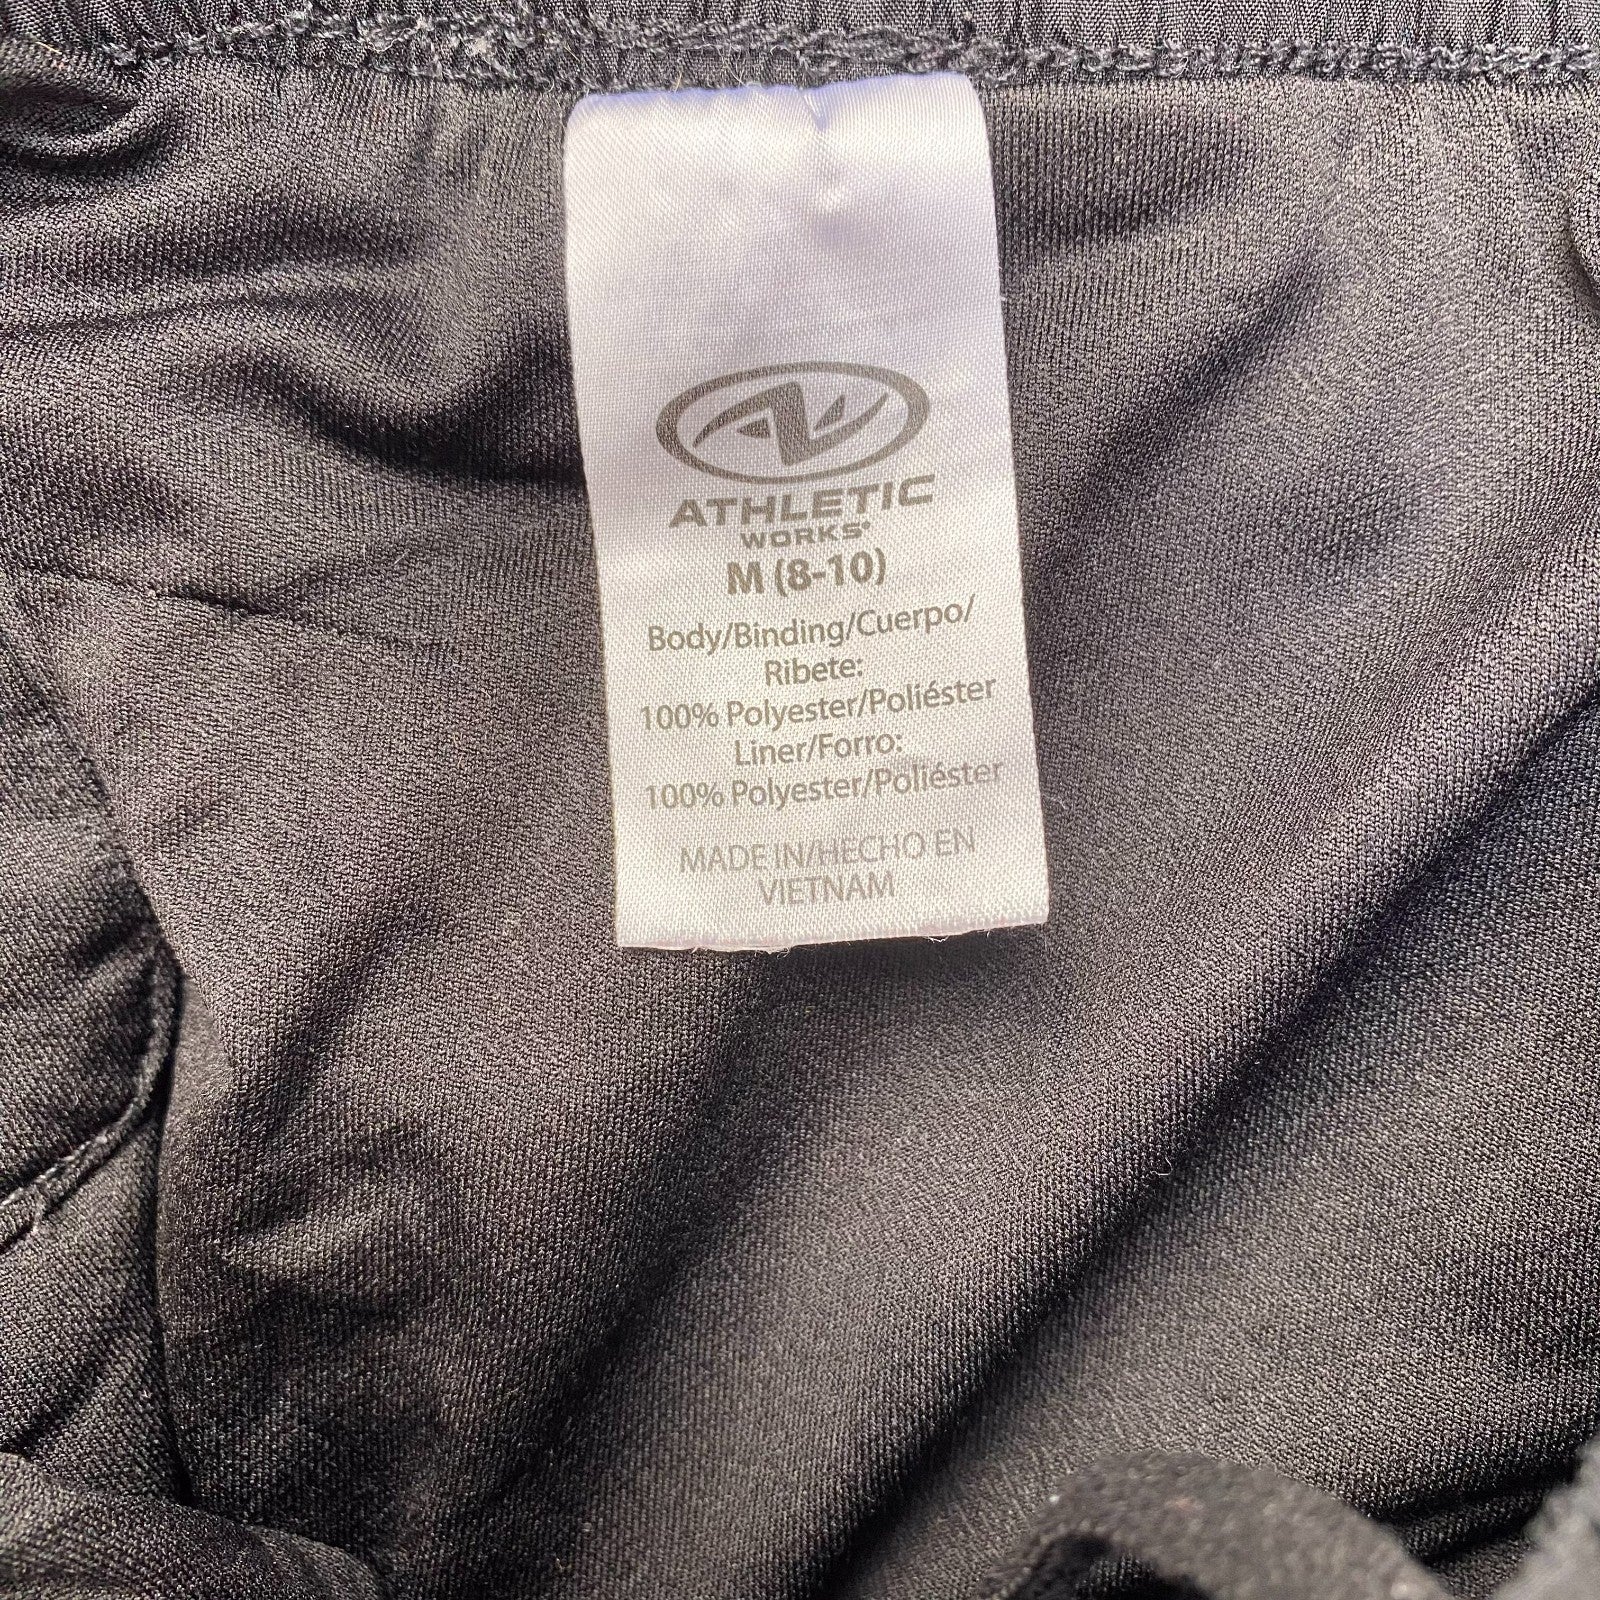 ATHLETIC
WORKS®
M (8-10)
Body/Binding/Cuerpo/
Ribete:
100% Polyester/Poliéster
Liner/Forro:
100% Polyester/Poliéster
MADE IN/HECHO EN
VIETNAM